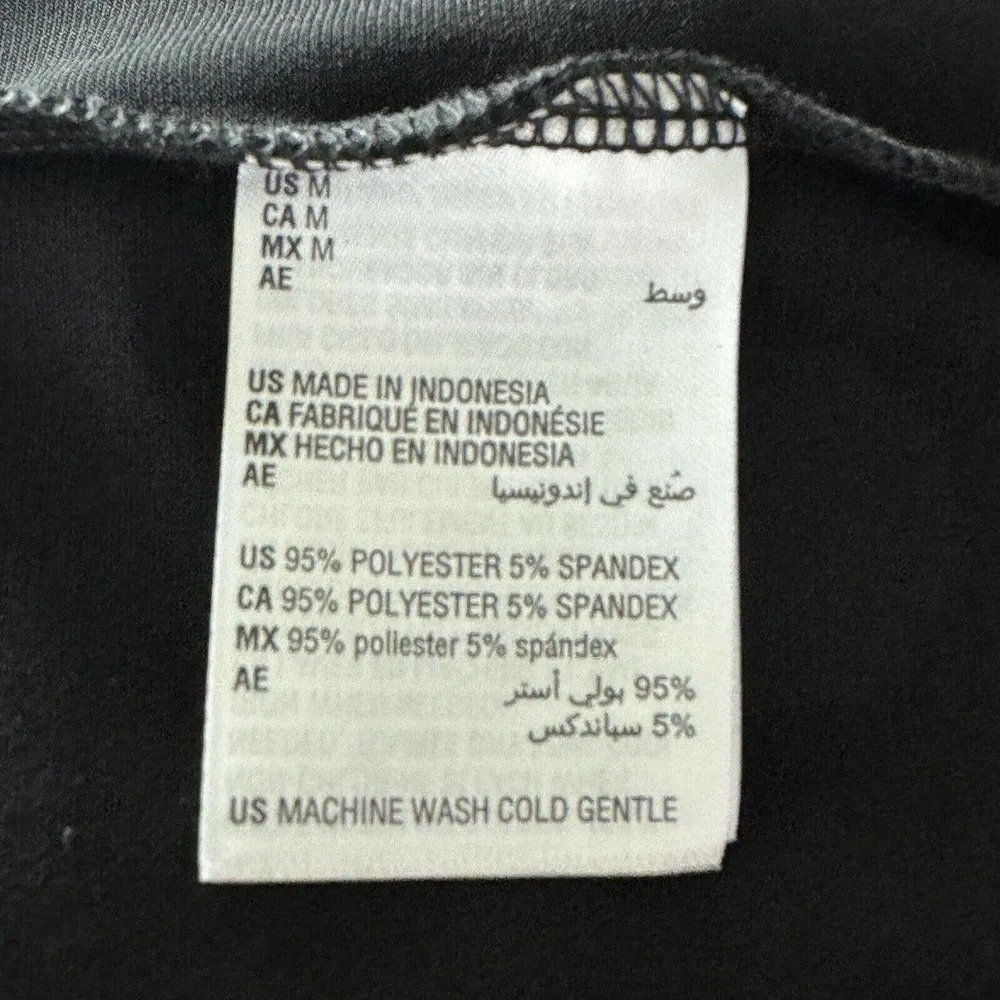 US M
CA M
MX M
AE وسط
US MADE IN INDONESIA
CA FABRIQUÉ EN INDONÉSIE
MX HECHO EN INDONESIA
AE صُنع في إندونيسيا
US 95% POLYESTER 5% SPANDEX
CA 95% POLYESTER 5% SPANDEX
MX 95% poliester 5% spándex
AE 95% بولي أستر
5% سباندكس
US MACHINE WASH COLD GENTLE